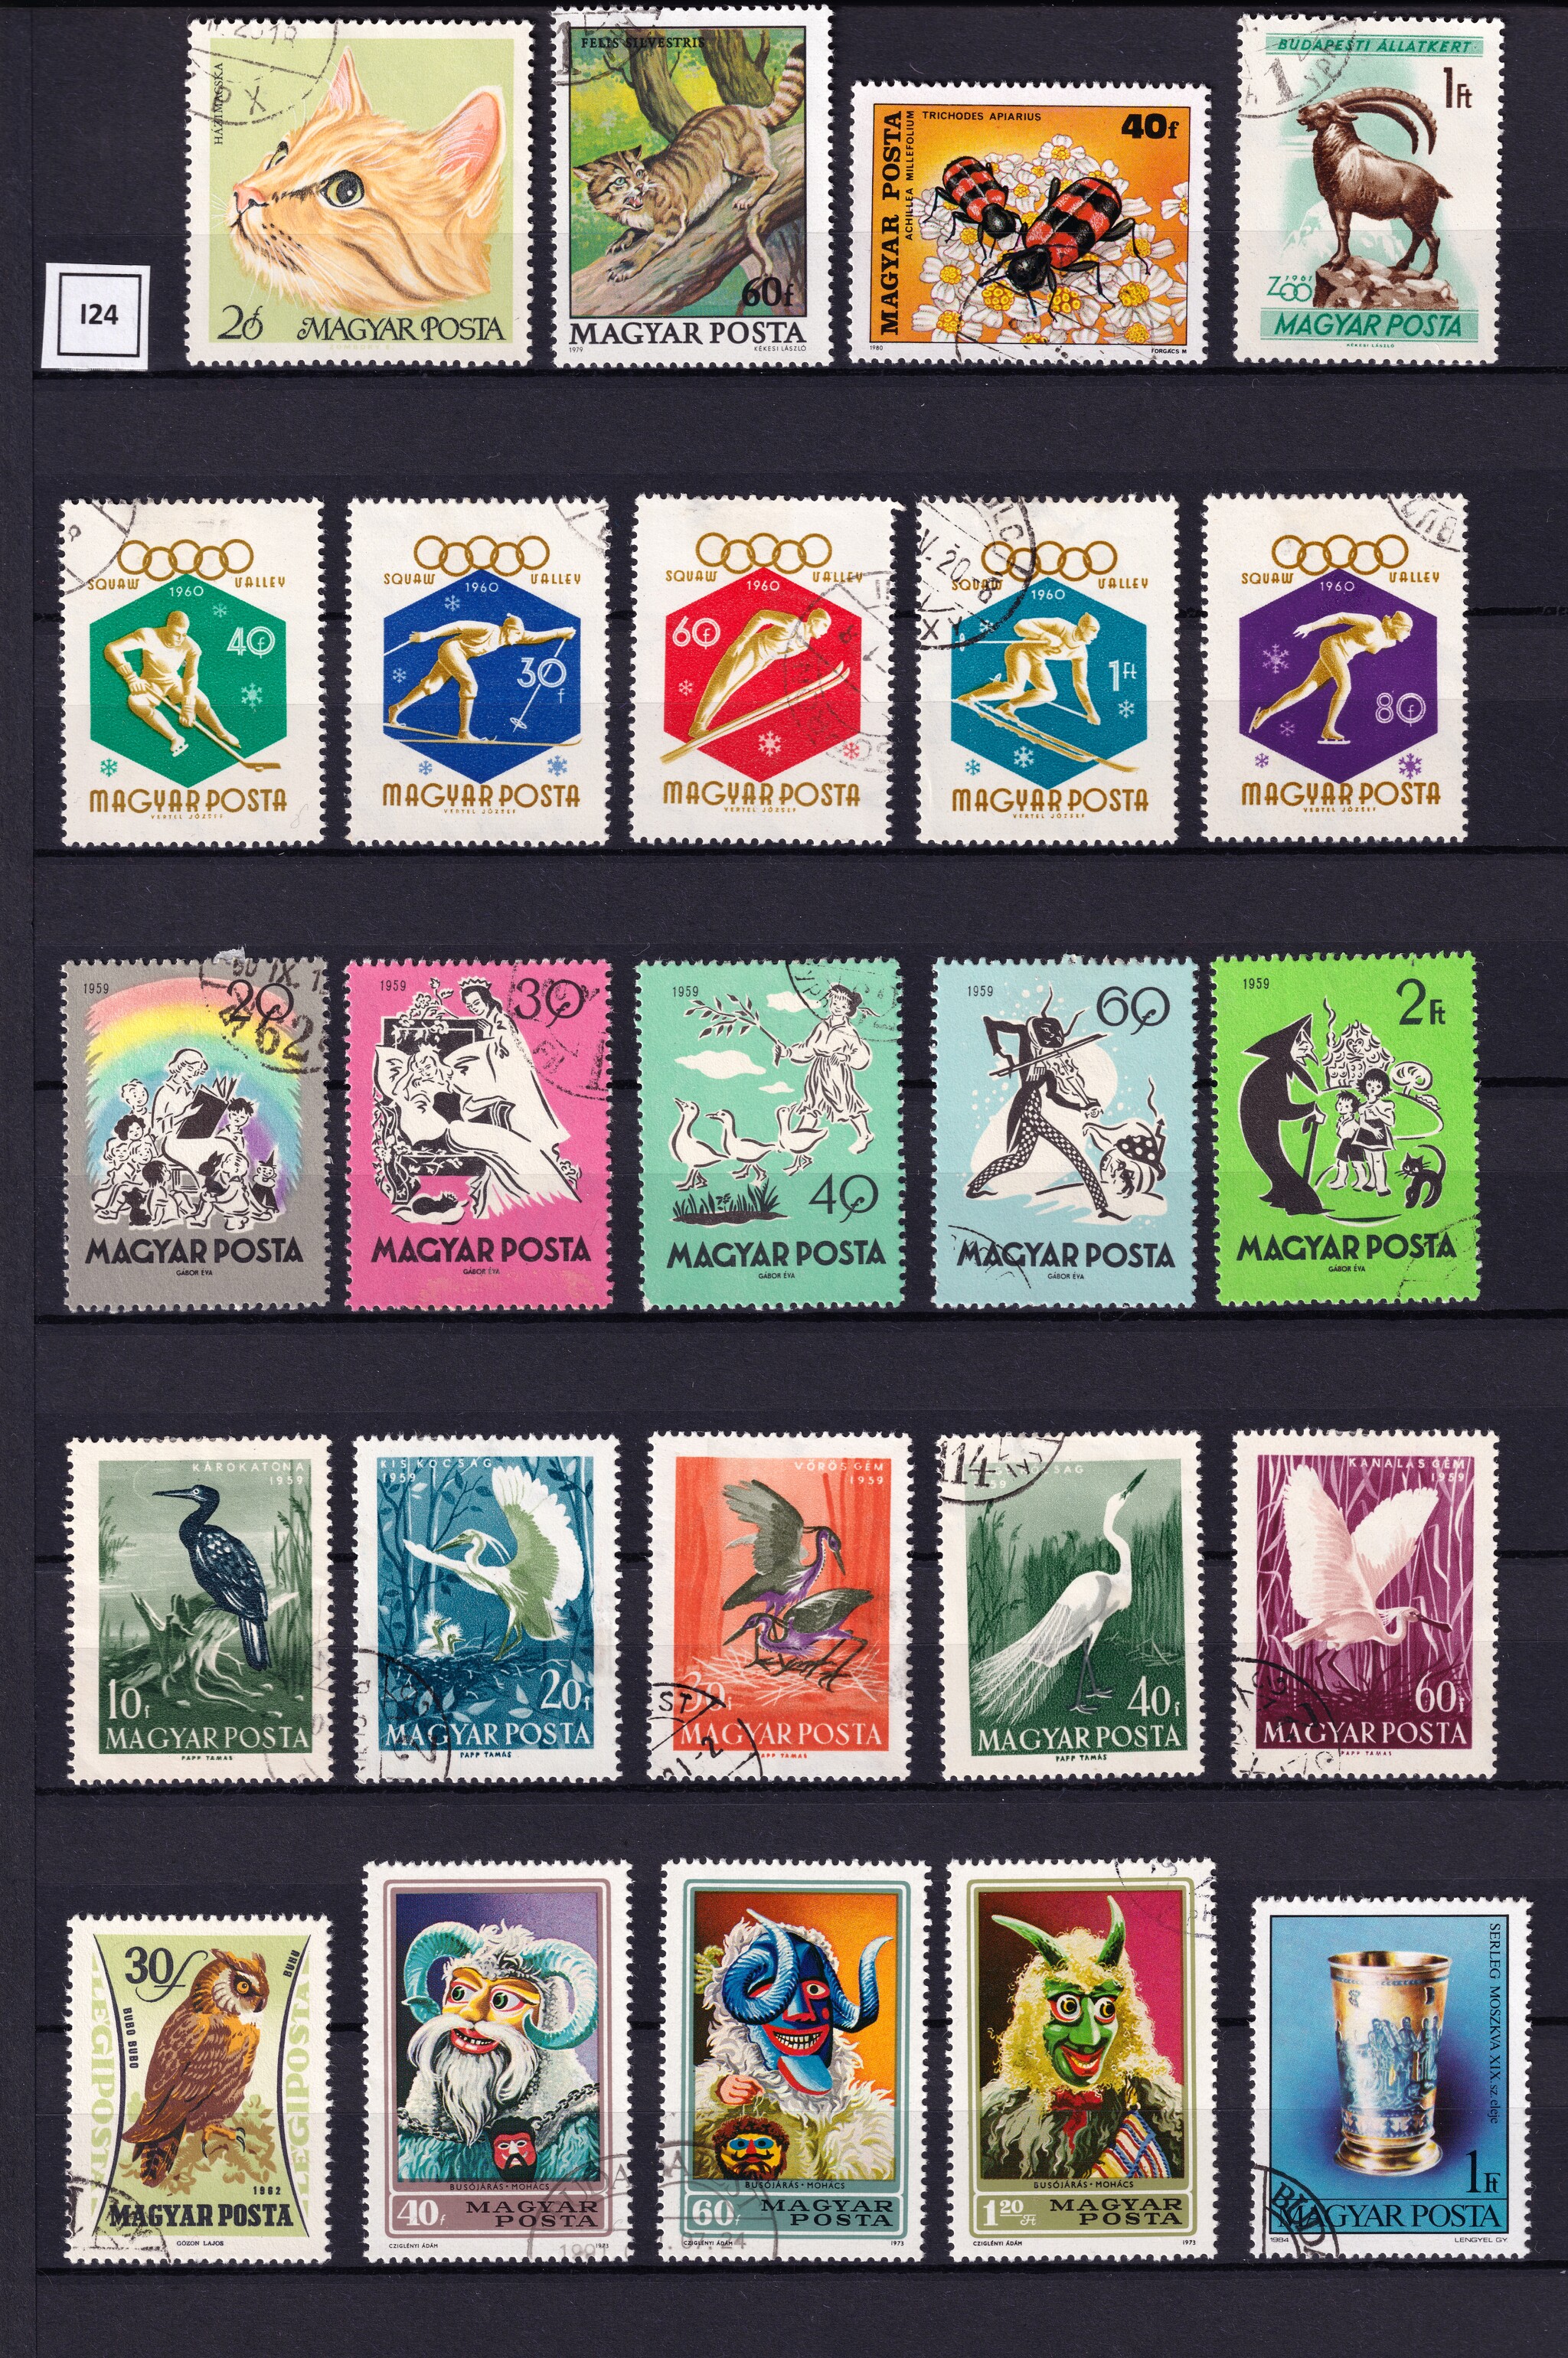 I24
HÁZIMACSKA
20f MAGYAR POSTA
FELIS SILVESTRIS
60f
MAGYAR POSTA
1979 KÉKESI LÁSZLÓ
TRICHODES APIARIUS
40f
MAGYAR POSTA
ACHILLEA MILLEFOLIUM
1980 FORGÁCS M
BUDAPESTI ÁLLATKERT
1Ft
1961
ZOO
MAGYAR POSTA
KÉKESI LÁSZLÓ
SQUAW VALLEY
1960
40f
MAGYAR POSTA
VERTEL JÓZSEF
SQUAW VALLEY
1960
30f
MAGYAR POSTA
VERTEL JÓZSEF
SQUAW VALLEY
1960
60f
MAGYAR POSTA
VERTEL JÓZSEF
SQUAW VALLEY
1960
1Ft
MAGYAR POSTA
VERTEL JÓZSEF
SQUAW VALLEY
1960
80f
MAGYAR POSTA
VERTEL JÓZSEF
BU
1959 20
MAGYAR POSTA
GÁBOR ÉVA
1959 30
MAGYAR POSTA
GÁBOR ÉVA
1959
40
MAGYAR POSTA
GÁBOR ÉVA
1959 60
MAGYAR POSTA
GÁBOR ÉVA
1959 2Ft
MAGYAR POSTA
GÁBOR ÉVA
KÁROKATONA
1959
10f
MAGYAR POSTA
PAPP TAMÁS
KIS KÓCSAG
1959
20f
MAGYAR POSTA
PAPP TAMÁS
VÖRÖS GÉM
1959
30f
MAGYAR POSTA
PAPP TAMÁS
114
40f
MAGYAR POSTA
PAPP TAMÁS
KANALASGÉM
1959
60f
MAGYAR POSTA
PAPP TAMÁS
30f
BUHU
BUBO BUBO
LÉGIPOSTA
LÉGIPOSTA
1962
MAGYAR POSTA
GÖNCZI LAJOS
BUSÓJÁRÁS • MOHÁCS
40f MAGYAR
POSTA
CZIGLÉNYI ÁDÁM 1973
BUSÓJÁRÁS • MOHÁCS
60f MAGYAR
POSTA
CZIGLÉNYI ÁDÁM 1973
BUSÓJÁRÁS • MOHÁCS
1.20 Ft MAGYAR
POSTA
CZIGLÉNYI ÁDÁM 1973
SERLEG MOSZKVA XIX. sz. eleje
1Ft
MAGYAR POSTA
1984 LENGYEL GY.